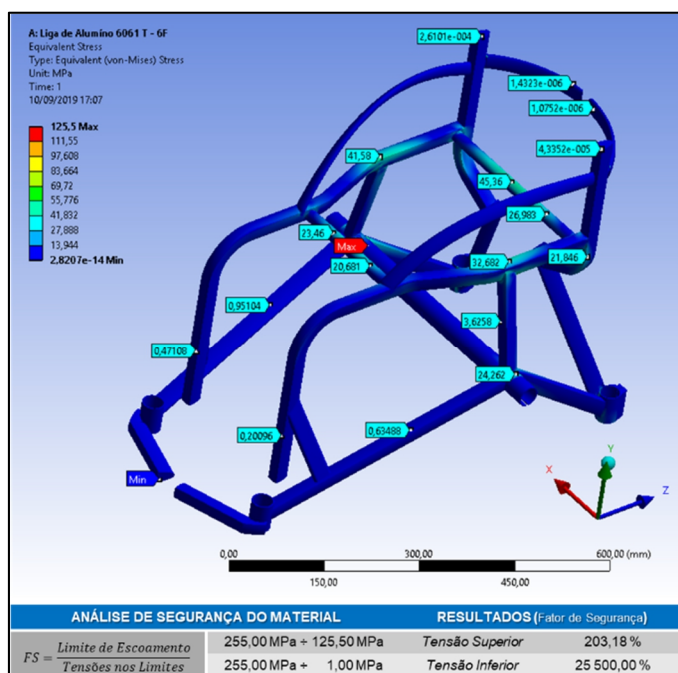 A: Liga de Alumino 6061 T - 6F
Equivalent Stress
Type: Equivalent (von-Mises) Stress
Unit: MPa
Time: 1
10/09/2019 17:07
125,5 Max
111,55
97,608
83,664
69,72
55,776
41,832
27,888
13,944
2,8207e-14 Min
2,6101e-004
1,4323e-006
1,0752e-006
4,3352e-005
41,58
45,36
26,983
23,46
Max
20,681
32,682
21,846
0,95104
3,6258
0,47108
24,262
0,20096
0,63488
Min
Y
X
Z
0,00 300,00 600,00 (mm)
150,00 450,00
ANÁLISE DE SEGURANÇA DO MATERIAL RESULTADOS (Fator de Segurança)
FS = Limite de Escoamento / Tensões nos Limites
255,00 MPa ÷ 125,50 MPa Tensão Superior 203,18 %
255,00 MPa ÷ 1,00 MPa Tensão Inferior 25 500,00 %